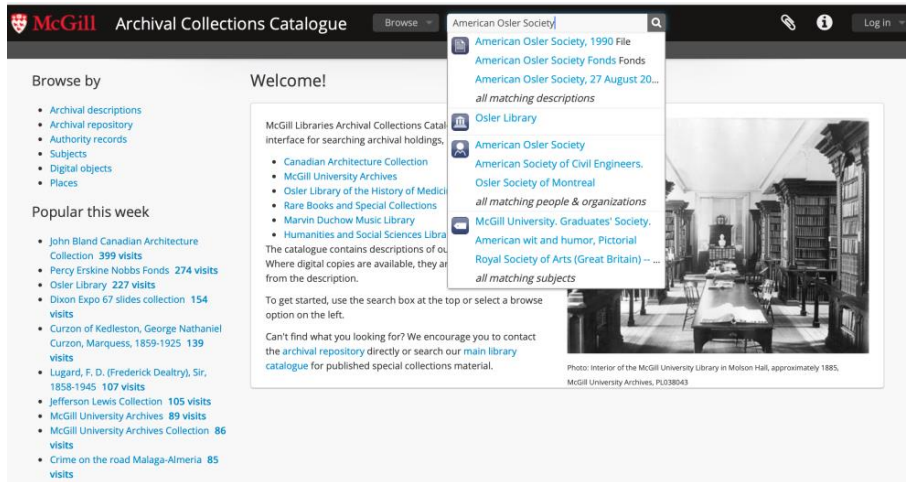 McGill Archival Collections Catalogue Browse American Osler Society Log in
American Osler Society, 1990 File
American Osler Society Fonds Fonds
American Osler Society, 27 August 20...
all matching descriptions
Osler Library
American Osler Society
American Society of Civil Engineers.
Osler Society of Montreal
all matching people & organizations
McGill University. Graduates' Society.
American wit and humor, Pictorial
Royal Society of Arts (Great Britain) -- ...
all matching subjects
Browse by
Archival descriptions
Archival repository
Authority records
Subjects
Digital objects
Places
Popular this week
John Bland Canadian Architecture
Collection 399 visits
Percy Erskine Nobbs Fonds 274 visits
Osler Library 227 visits
Dixon Expo 67 slides collection 154
visits
Curzon of Kedleston, George Nathaniel
Curzon, Marquess, 1859-1925 139
visits
Lugard, F. D. (Frederick Dealtry), Sir,
1858-1945 107 visits
Jefferson Lewis Collection 105 visits
McGill University Archives 89 visits
McGill University Archives Collection 86
visits
Crime on the road Malaga-Almeria 85
visits
Welcome!
McGill Libraries Archival Collections
interface for searching archival holdings,
Canadian Architecture Collection
McGill University Archives
Osler Library of the History of
Rare Books and Special Collections
Marvin Duchow Music Library
Humanities and Social Sciences
The catalogue contains descriptions of
Where digital copies are available, they
from the description.
To get started, use the search box at the top or select a browse
option on the left.
Can't find what you looking for? We encourage you to contact
the archival repository directly or search our main library
catalogue for published special collections material.
Photo: Interior of the McGill University Library in Molson Hall, approximately 1885,
McGill University Archives, PL038043